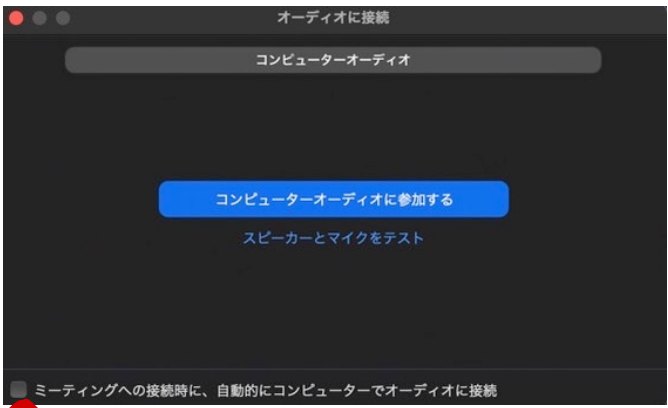 オーディオに接続
コンピューターオーディオ
コンピューターオーディオに参加する
スピーカーとマイクをテスト
ミーティングへの接続時に、自動的にコンピューターでオーディオに接続